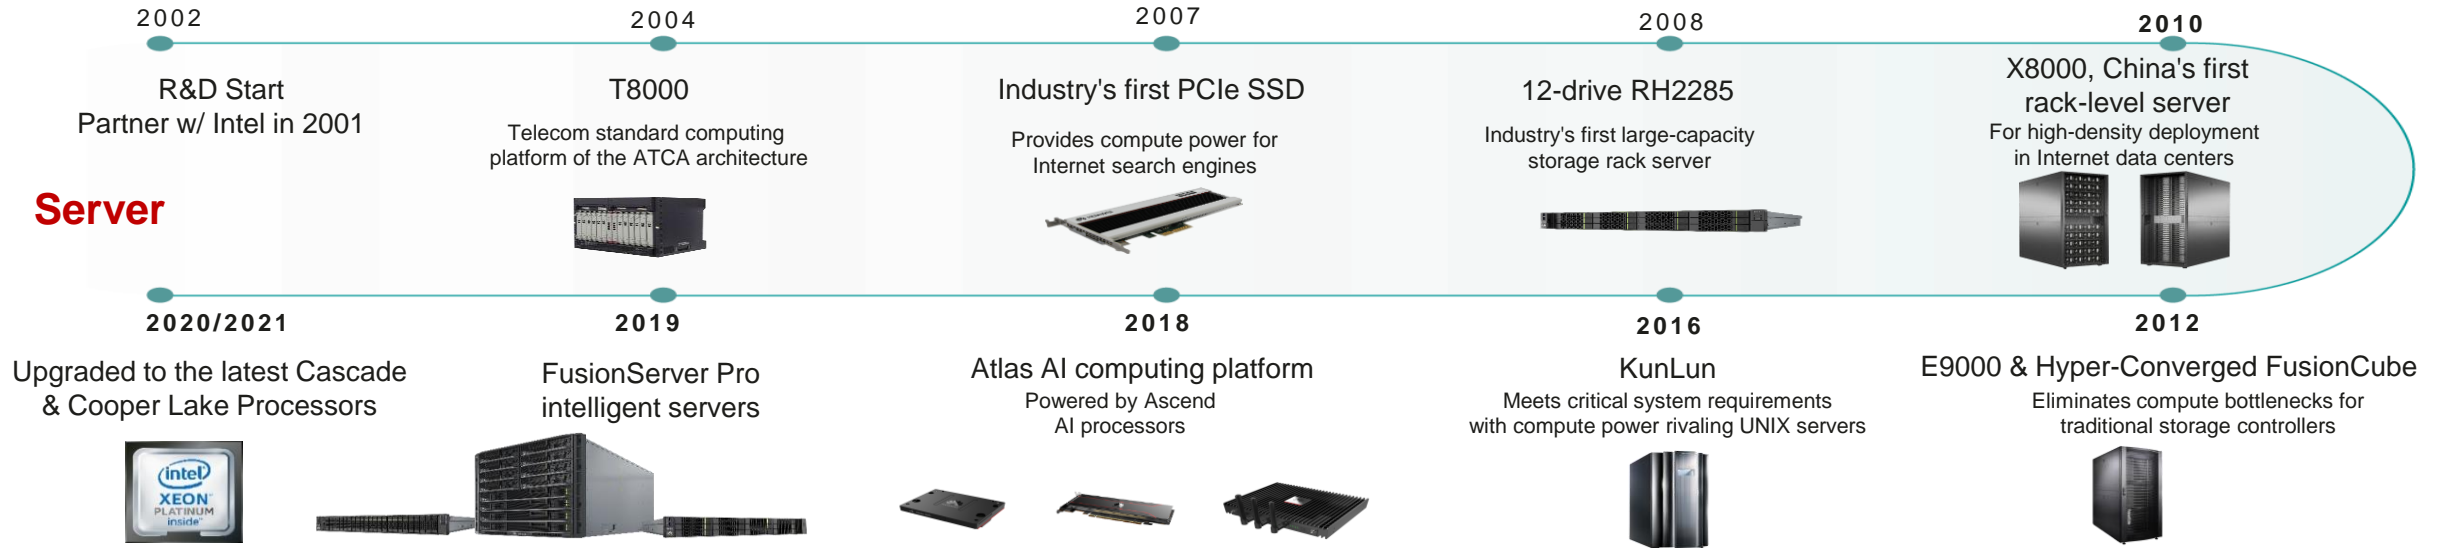 2002
2004
2007
2008
2010
R&D Start
Partner w/ Intel in 2001
T8000
Telecom standard computing
platform of the ATCA architecture
Industry's first PCIe SSD
Provides compute power for
Internet search engines
12-drive RH2285
Industry's first large-capacity
storage rack server
X8000, China's first
rack-level server
For high-density deployment
in Internet data centers
Server
2020/2021
2019
2018
2016
2012
Upgraded to the latest Cascade
& Cooper Lake Processors
FusionServer Pro
intelligent servers
Atlas AI computing platform
Powered by Ascend
AI processors
KunLun
Meets critical system requirements
with compute power rivaling UNIX servers
E9000 & Hyper-Converged FusionCube
Eliminates compute bottlenecks for
traditional storage controllers
intel
XEON
PLATINUM
inside™